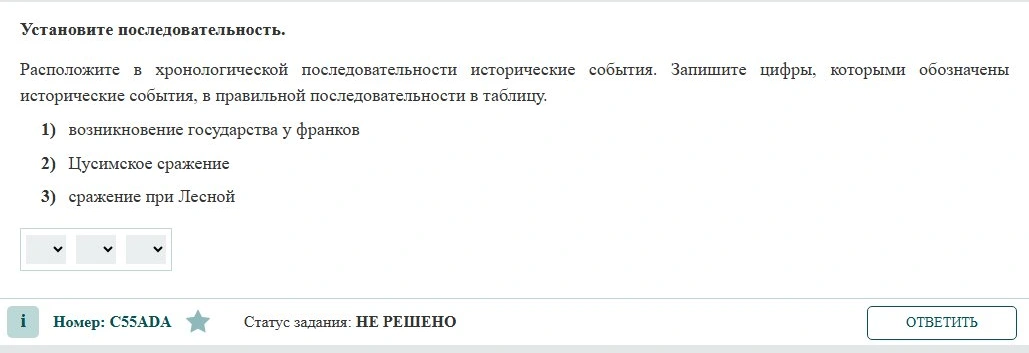 Установите последовательность.
Расположите в хронологической последовательности исторические события. Запишите цифры, которыми обозначены
исторические события, в правильной последовательности в таблицу.
1) возникновение государства у франков
2) Цусимское сражение
3) сражение при Лесной
i Номер: C55ADA Статус задания: НЕ РЕШЕНО ОТВЕТИТЬ